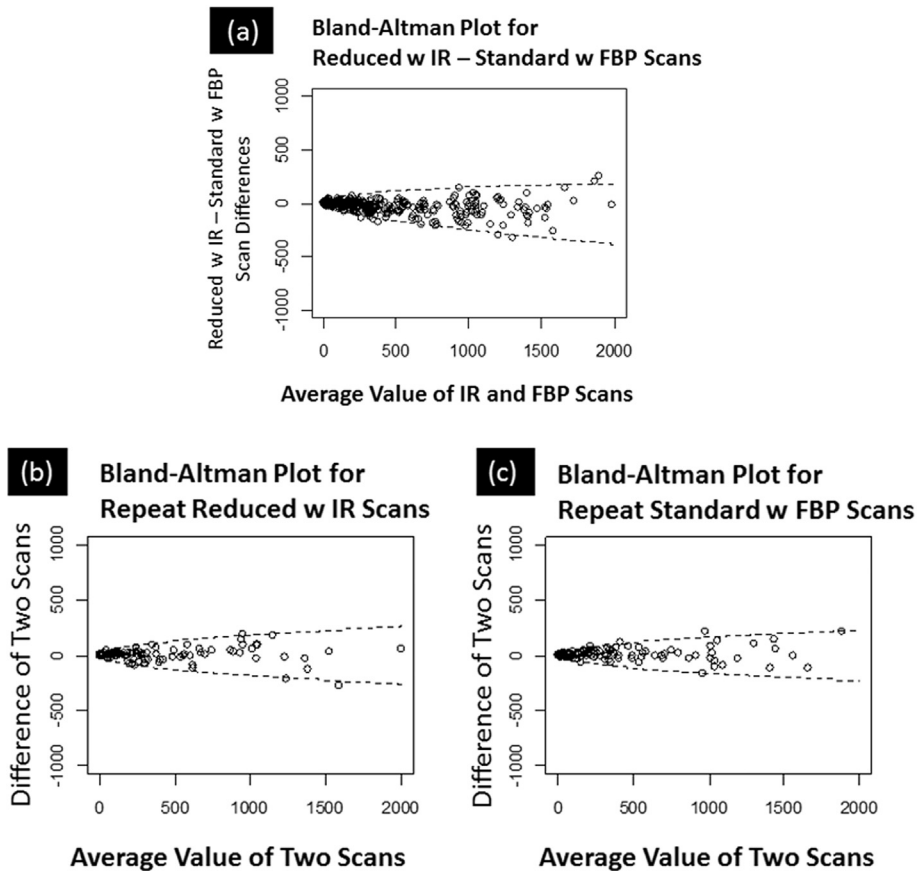 (a)
Bland-Altman Plot for
Reduced w IR – Standard w FBP Scans
Reduced w IR – Standard w FBP
Scan Differences
1000
500
0
-500
-1000
0 500 1000 1500 2000
Average Value of IR and FBP Scans
(b)
Bland-Altman Plot for
Repeat Reduced w IR Scans
Difference of Two Scans
1000
500
0
-500
-1000
0 500 1000 1500 2000
Average Value of Two Scans
(c)
Bland-Altman Plot for
Repeat Standard w FBP Scans
Difference of Two Scans
1000
500
0
-500
-1000
0 500 1000 1500 2000
Average Value of Two Scans